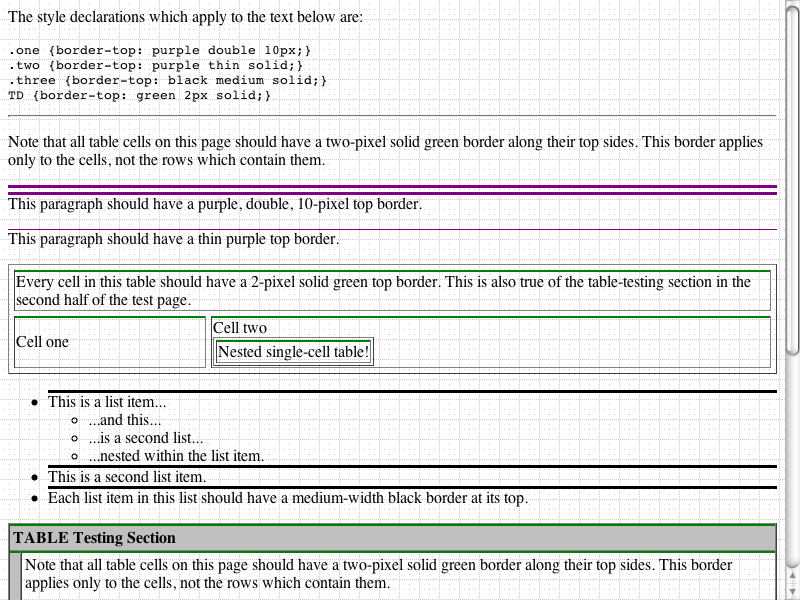 The style declarations which apply to the text below are:
.one {border-top: purple double 10px;}
.two {border-top: purple thin solid;}
.three {border-top: black medium solid;}
TD {border-top: green 2px solid;}
Note that all table cells on this page should have a two-pixel solid green border along their top sides. This border applies
only to the cells, not the rows which contain them.
This paragraph should have a purple, double, 10-pixel top border.
This paragraph should have a thin purple top border.
Every cell in this table should have a 2-pixel solid green top border. This is also true of the table-testing section in the
second half of the test page.
Cell one
Cell two
Nested single-cell table!
This is a list item...
...and this...
...is a second list...
...nested within the list item.
This is a second list item.
Each list item in this list should have a medium-width black border at its top.
TABLE Testing Section
Note that all table cells on this page should have a two-pixel solid green border along their top sides. This border
applies only to the cells, not the rows which contain them.